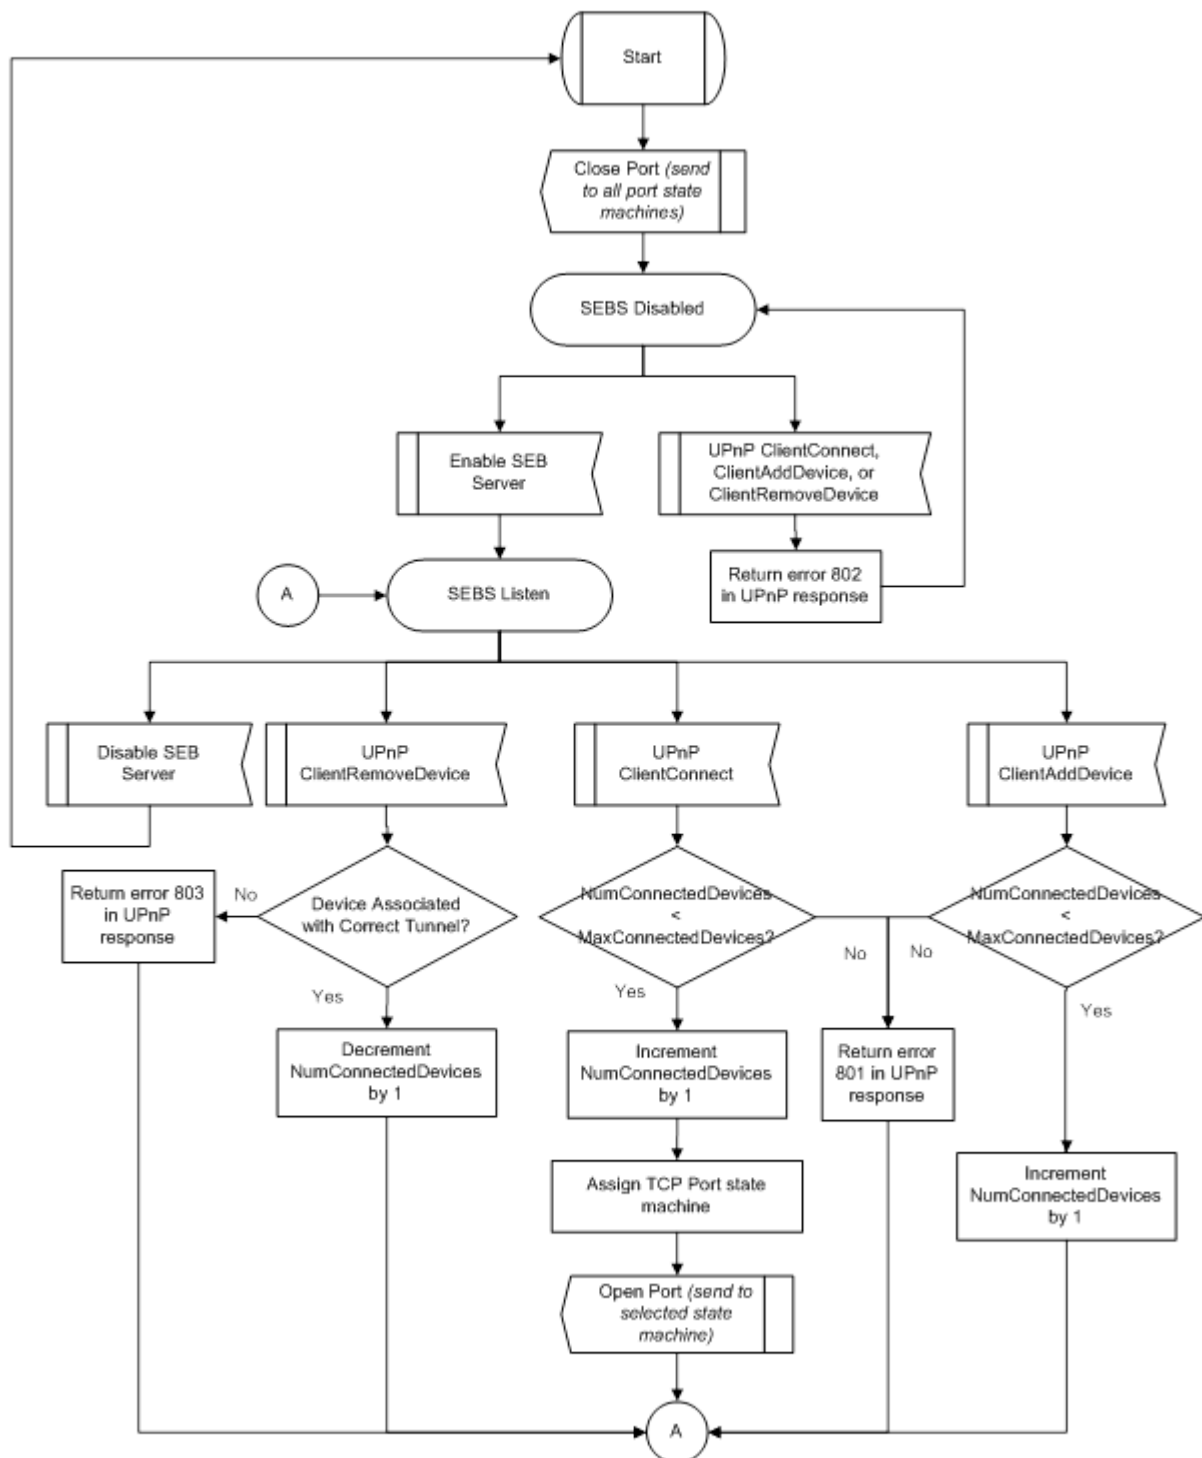 Start
Close Port (send
to all port state
machines)
SEBS Disabled
Enable SEB
Server
UPnP ClientConnect,
ClientAddDevice, or
ClientRemoveDevice
Return error 802
in UPnP response
A
SEBS Listen
Disable SEB
Server
UPnP
ClientRemoveDevice
UPnP
ClientConnect
UPnP
ClientAddDevice
Return error 803
in UPnP
response
No
Device Associated
with Correct Tunnel?
NumConnectedDevices
<
MaxConnectedDevices?
NumConnectedDevices
<
MaxConnectedDevices?
No
No
Yes
Yes
Yes
Decrement
NumConnectedDevices
by 1
Increment
NumConnectedDevices
by 1
Return error
801 in UPnP
response
Assign TCP Port state
machine
Increment
NumConnectedDevices
by 1
Open Port (send to
selected state
machine)
A